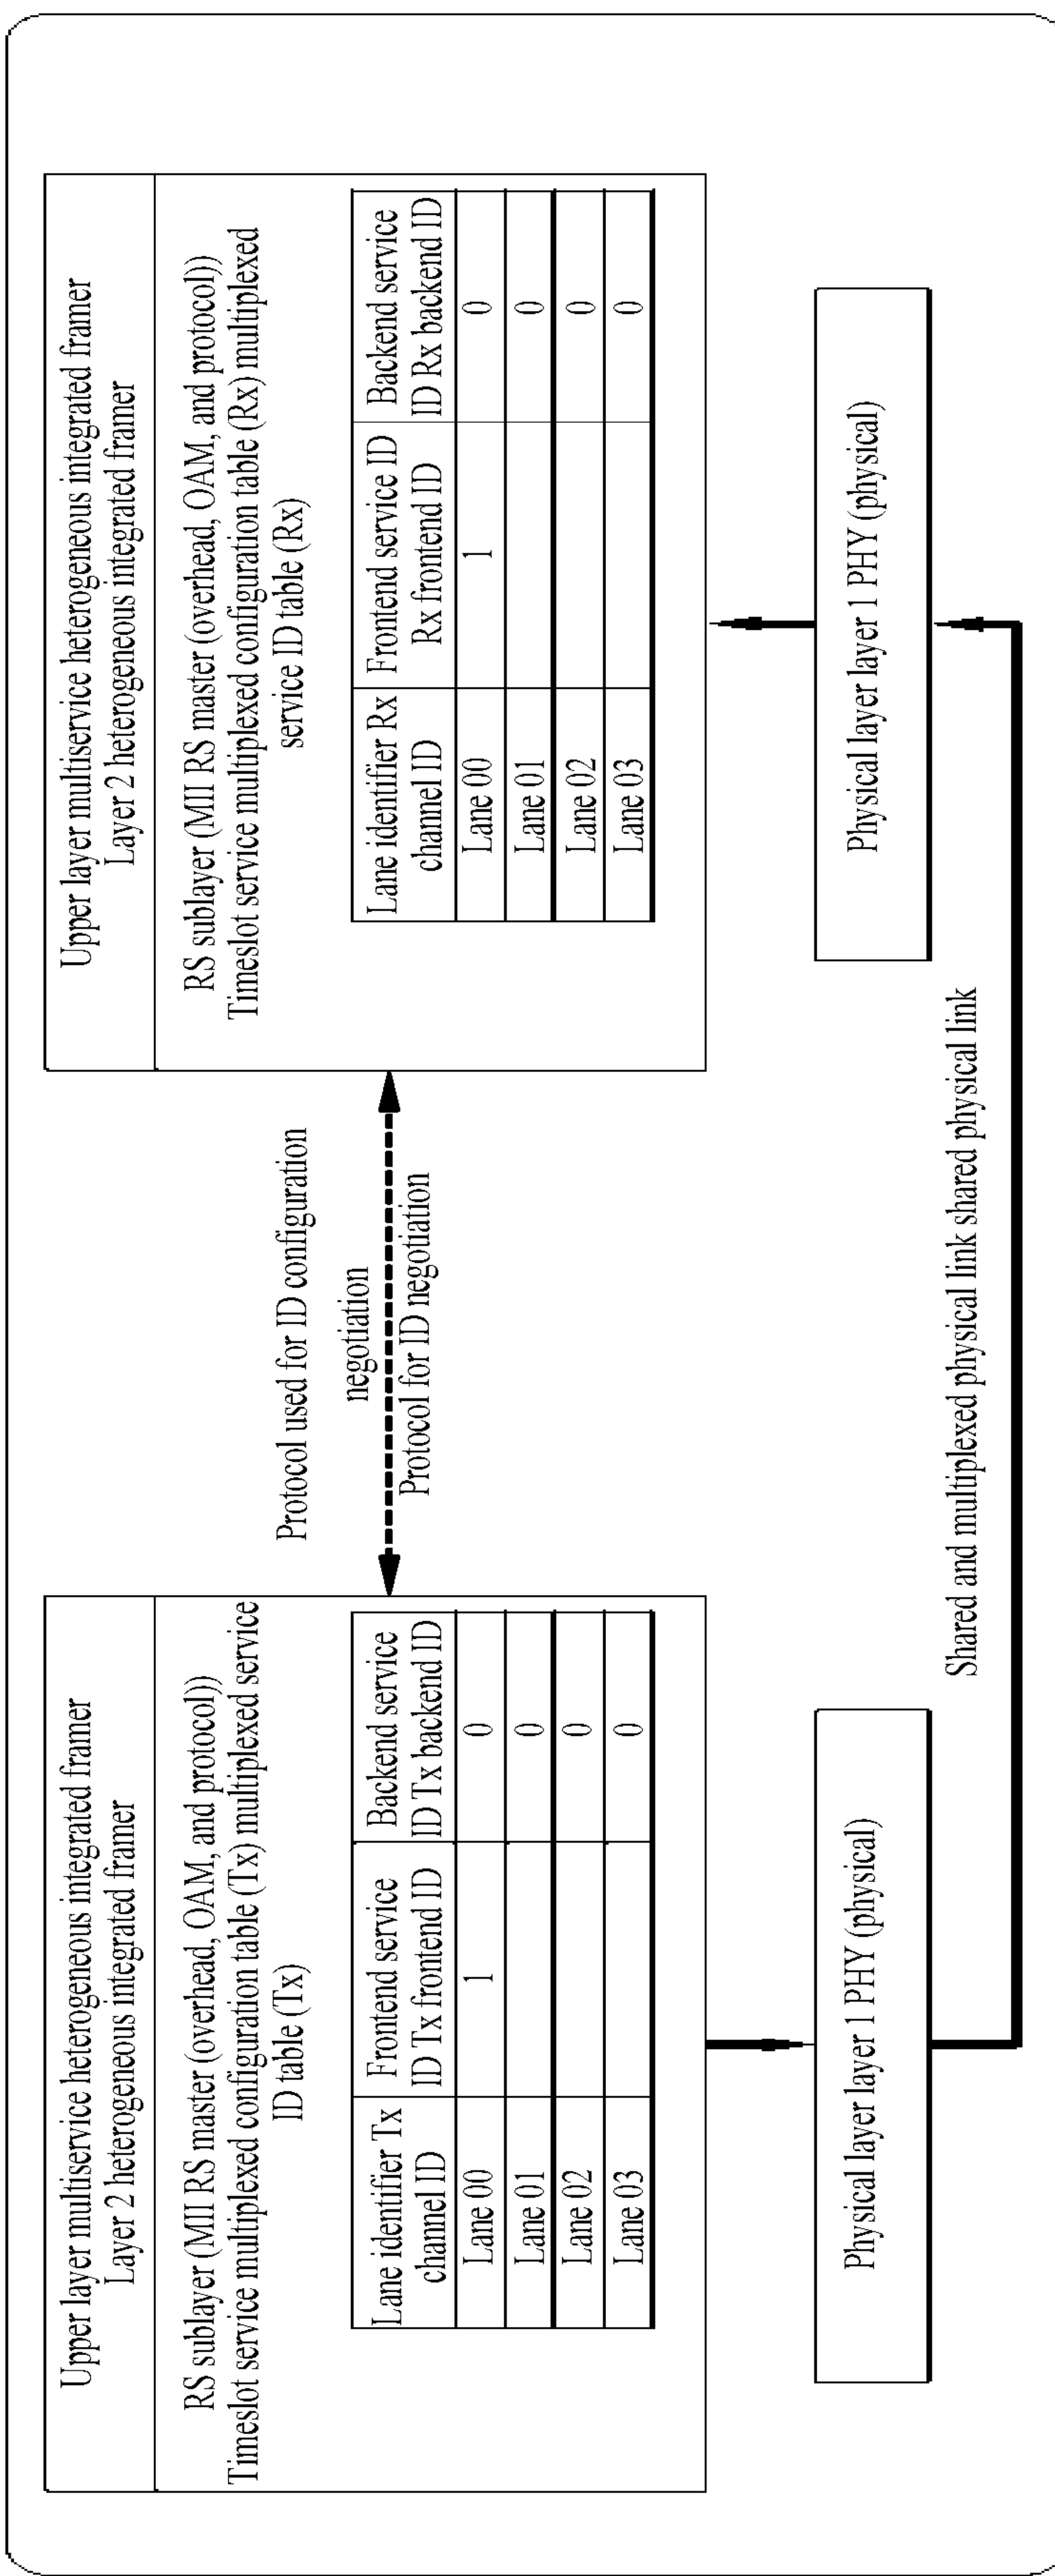 Upper layer multiservice heterogeneous integrated framer
Layer 2 heterogeneous integrated framer
RS sublayer (MII RS master (overhead, OAM, and protocol))
Timeslot service multiplexed configuration table (Tx) multiplexed service
ID table (Tx)
Lane identifier Tx
channel ID
Frontend service
ID Tx frontend ID
Backend service
ID Tx backend ID
Lane 00 1 0
Lane 01 0
Lane 02 0
Lane 03 0
Physical layer layer 1 PHY (physical)
Protocol used for ID configuration
negotiation
Protocol for ID negotiation
Upper layer multiservice heterogeneous integrated framer
Layer 2 heterogeneous integrated framer
RS sublayer (MII RS master (overhead, OAM, and protocol))
Timeslot service multiplexed configuration table (Rx) multiplexed
service ID table (Rx)
Lane identifier Rx
channel ID
Frontend service ID
Rx frontend ID
Backend service
ID Rx backend ID
Lane 00 1 0
Lane 01 0
Lane 02 0
Lane 03 0
Physical layer layer 1 PHY (physical)
Shared and multiplexed physical link shared physical link